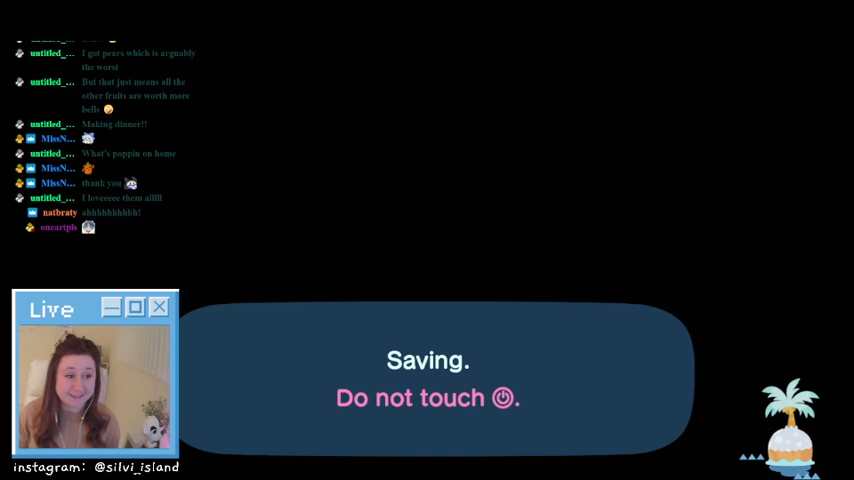 untitled_... I got pears which is arguably
the worst
untitled_... But that just means all the
other fruits are worth more
bells
untitled_... Making dinner!!
MissN...
untitled_... What's poppin on home
MissN...
MissN... thank you
untitled_... I loveeeee them alllll
natbraty ahhhhhhhhhh!
oneartpls
Live
Saving.
Do not touch ⏻.
instagram: @silvi_island